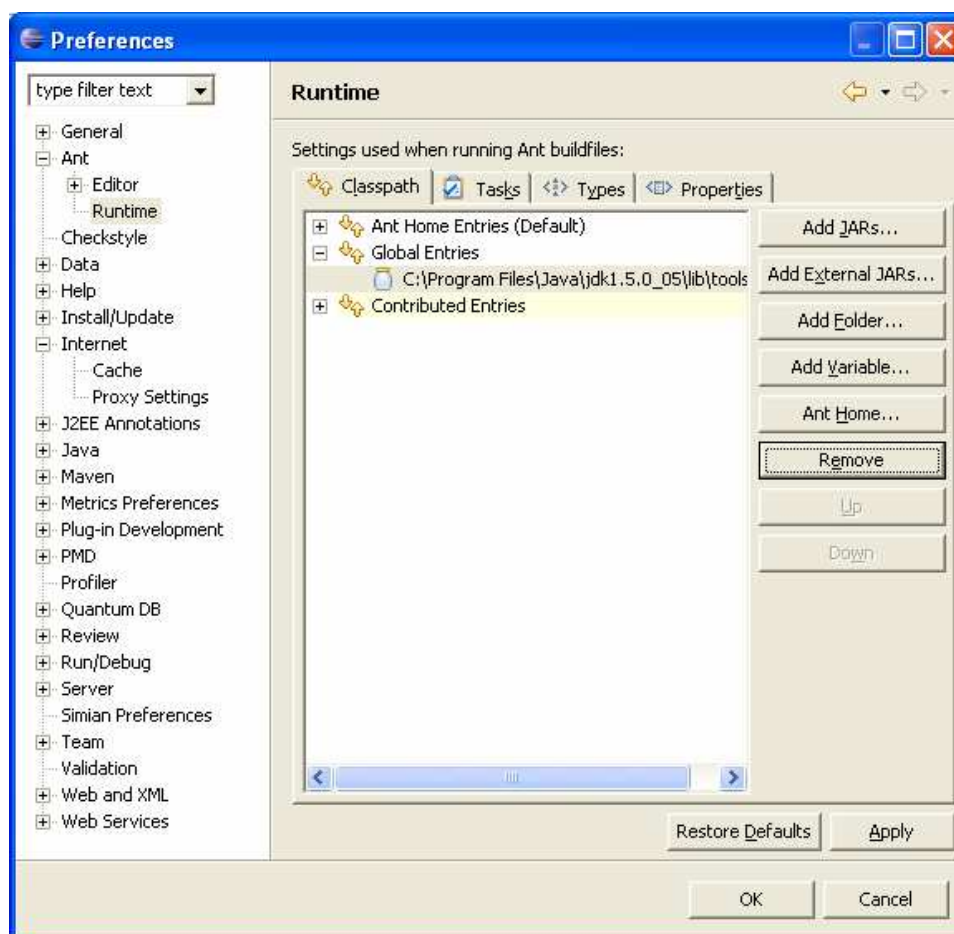 Preferences
type filter text
General
Ant
Editor
Runtime
Checkstyle
Data
Help
Install/Update
Internet
Cache
Proxy Settings
J2EE Annotations
Java
Maven
Metrics Preferences
Plug-in Development
PMD
Profiler
Quantum DB
Review
Run/Debug
Server
Simian Preferences
Team
Validation
Web and XML
Web Services
Runtime
Settings used when running Ant buildfiles:
Classpath Tasks Types Properties
Ant Home Entries (Default)
Global Entries
C:\Program Files\Java\jdk1.5.0_05\lib\tools
Contributed Entries
Add JARs...
Add External JARs...
Add Folder...
Add Variable...
Ant Home...
Remove
Up
Down
Restore Defaults Apply
OK Cancel